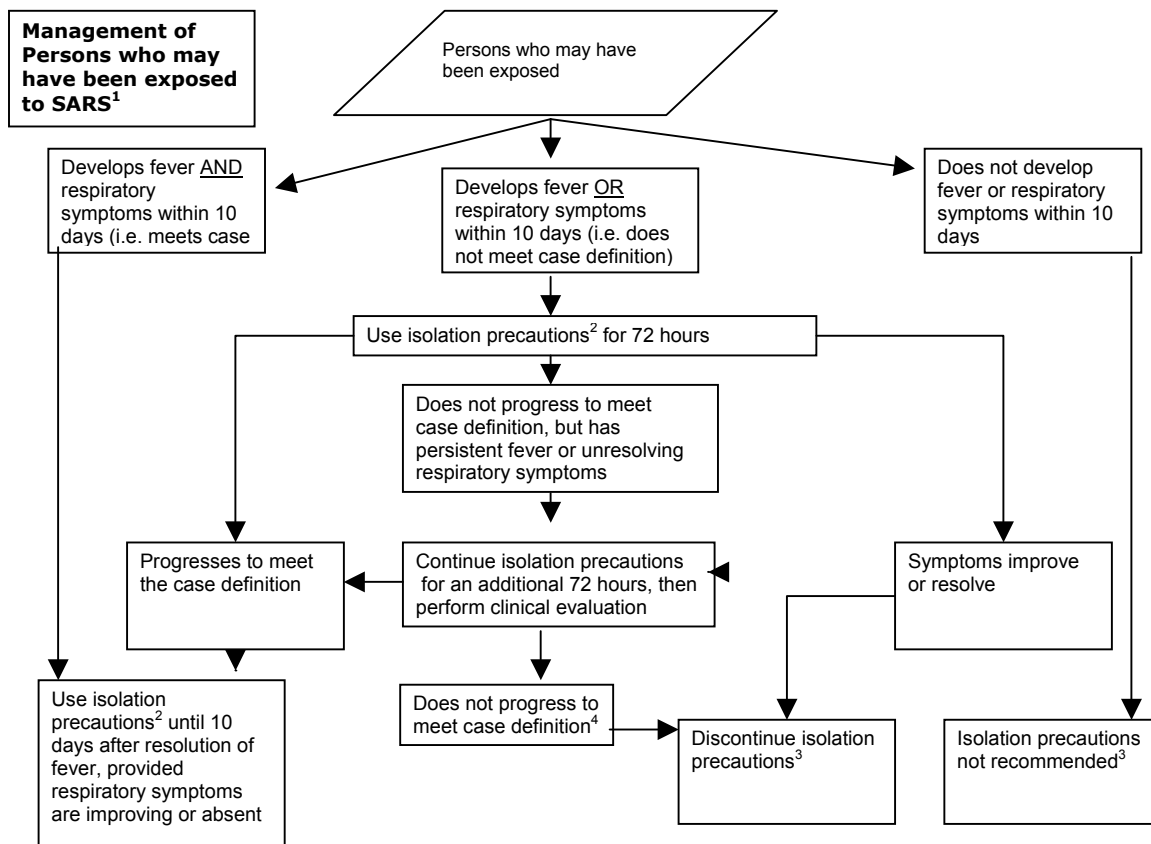 Management of
Persons who may
have been exposed
to SARS¹
Persons who may have
been exposed
Develops fever AND
respiratory
symptoms within 10
days (i.e. meets case
Develops fever OR
respiratory symptoms
within 10 days (i.e. does
not meet case definition)
Does not develop
fever or respiratory
symptoms within 10
days
Use isolation precautions² for 72 hours
Does not progress to meet
case definition, but has
persistent fever or unresolving
respiratory symptoms
Progresses to meet
the case definition
Continue isolation precautions
for an additional 72 hours, then
perform clinical evaluation
Symptoms improve
or resolve
Use isolation
precautions² until 10
days after resolution of
fever, provided
respiratory symptoms
are improving or absent
Does not progress to
meet case definition⁴
Discontinue isolation
precautions³
Isolation precautions
not recommended³